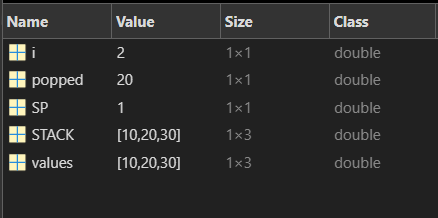 Name Value Size Class
i 2 1×1 double
popped 20 1×1 double
SP 1 1×1 double
STACK [10,20,30] 1×3 double
values [10,20,30] 1×3 double